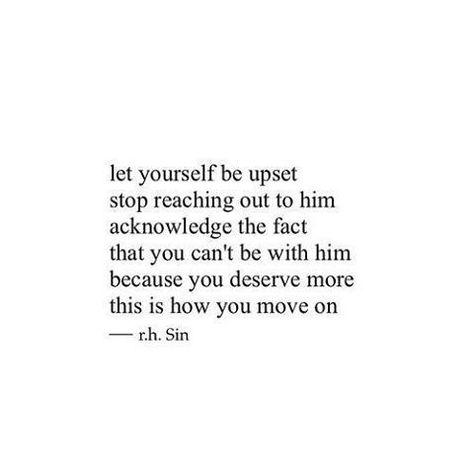 let yourself be upset
stop reaching out to him
acknowledge the fact
that you can't be with him
because you deserve more
this is how you move on
— r.h. Sin